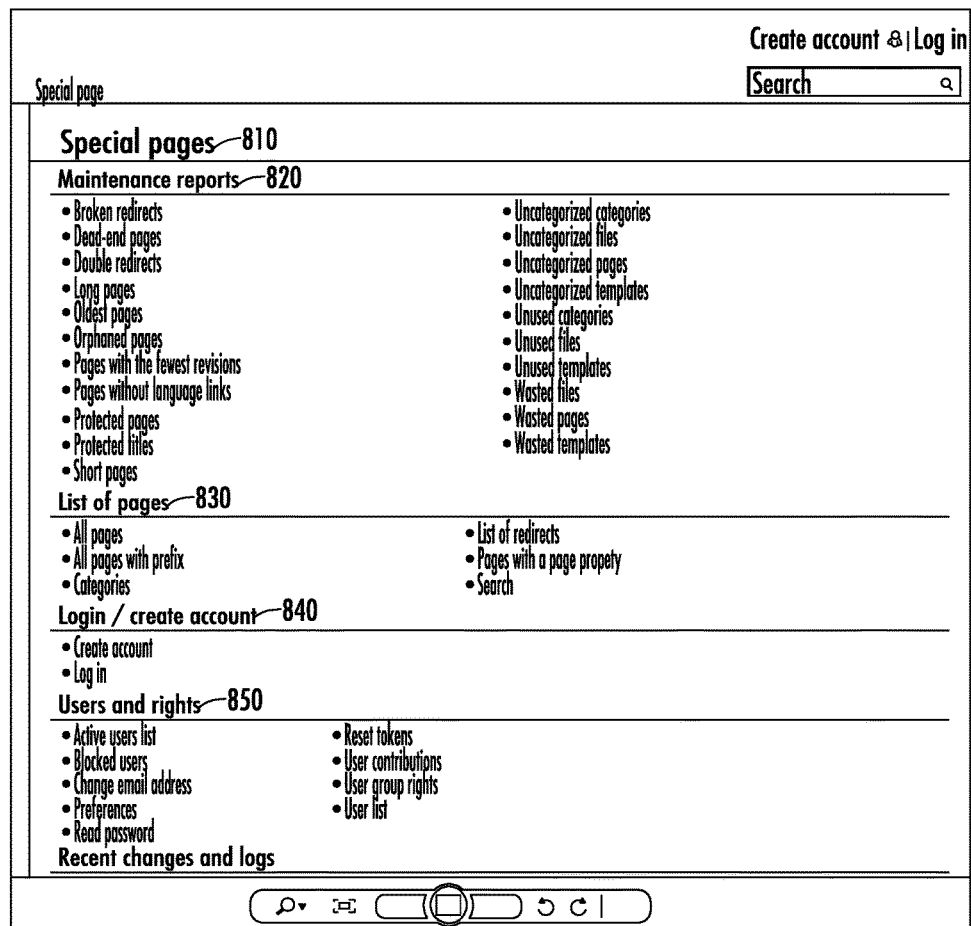 Create account | Log in
Search
Special page
Special pages 810
Maintenance reports 820
• Broken redirects
• Dead-end pages
• Double redirects
• Long pages
• Oldest pages
• Orphaned pages
• Pages with the fewest revisions
• Pages without language links
• Protected pages
• Protected titles
• Short pages
• Uncategorized categories
• Uncategorized files
• Uncategorized pages
• Uncategorized templates
• Unused categories
• Unused files
• Unused templates
• Wasted files
• Wasted pages
• Wasted templates
List of pages 830
• All pages
• All pages with prefix
• Categories
• List of redirects
• Pages with a page propety
• Search
Login / create account 840
• Create account
• Log in
Users and rights 850
• Active users list
• Blocked users
• Change email address
• Preferences
• Read password
• Reset tokens
• User contributions
• User group rights
• User list
Recent changes and logs